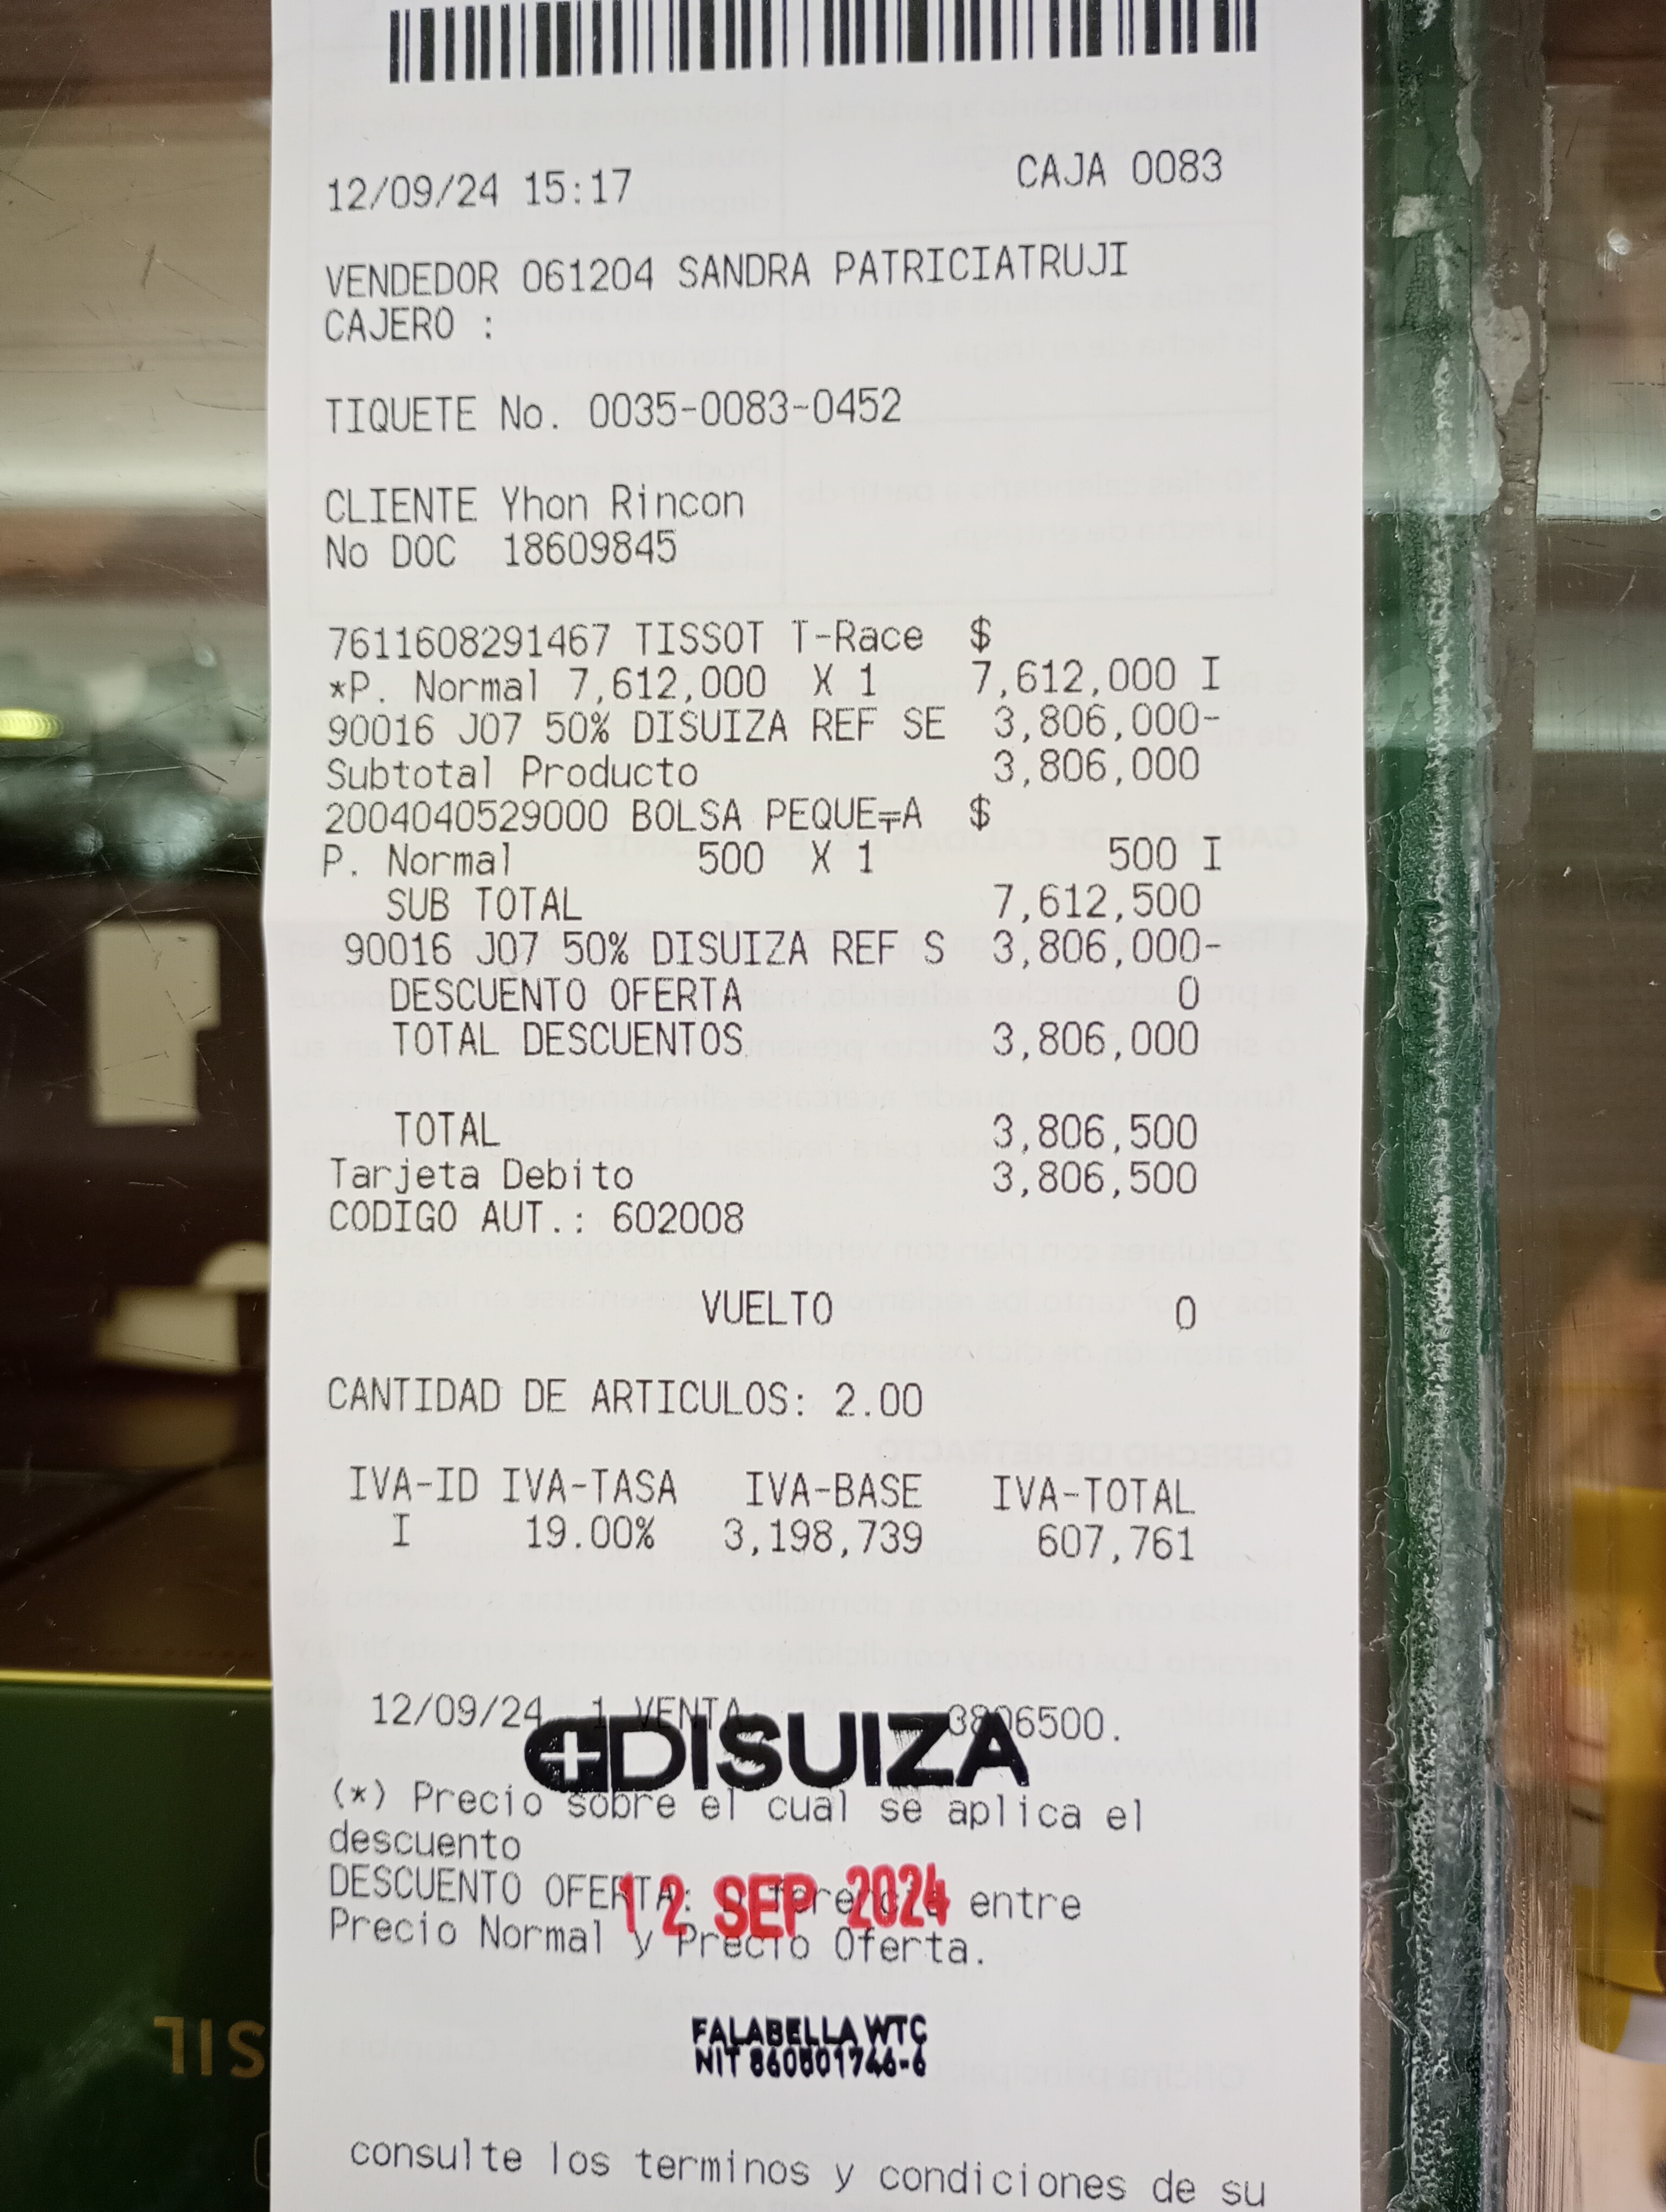 12/09/24 15:17 CAJA 0083
VENDEDOR 061204 SANDRA PATRICIATRUJI
CAJERO :
TIQUETE No. 0035-0083-0452
CLIENTE Yhon Rincon
No DOC 18609845
7611608291467 TISSOT T-Race $
*P. Normal 7,612,000 X 1 7,612,000 I
90016 J07 50% DISUIZA REF SE 3,806,000-
Subtotal Producto 3,806,000
2004040529000 BOLSA PEQUE╤A $
P. Normal 500 X 1 500 I
SUB TOTAL 7,612,500
90016 J07 50% DISUIZA REF S 3,806,000-
DESCUENTO OFERTA 0
TOTAL DESCUENTOS 3,806,000
TOTAL 3,806,500
Tarjeta Debito 3,806,500
CODIGO AUT.: 602008
VUELTO 0
CANTIDAD DE ARTICULOS: 2.00
IVA-ID IVA-TASA IVA-BASE IVA-TOTAL
I 19.00% 3,198,739 607,761
12/09/24 1 VENTA 3806500.
DISUIZA
(*) Precio sobre el cual se aplica el
descuento
DESCUENTO OFERTA: entre
12 SEP 2024
Precio Normal y Precio Oferta.
FALABELLA WTC
NIT 860501746-6
consulte los terminos y condiciones de su